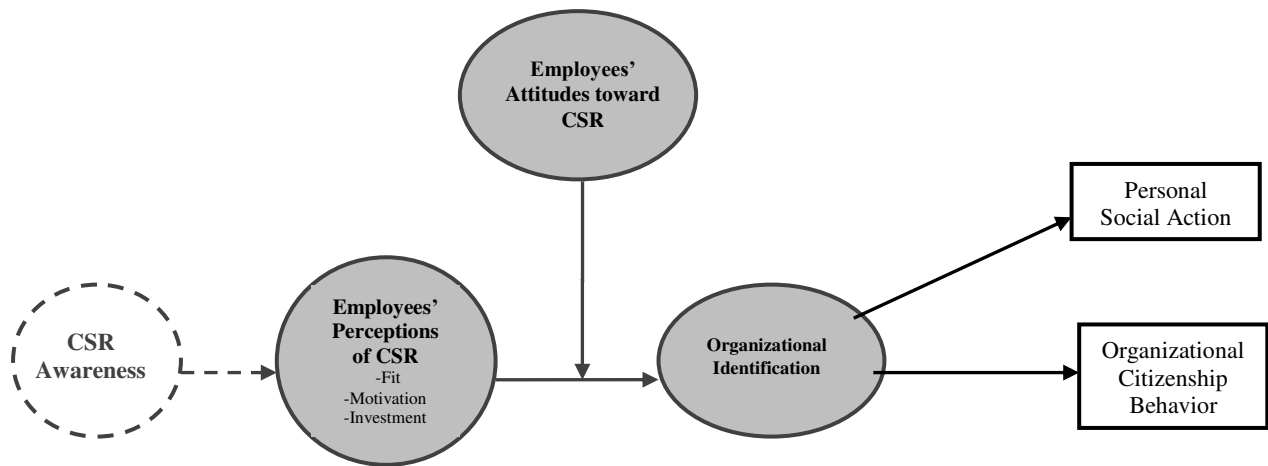 Employees’
Attitudes toward
CSR
Personal
Social Action
CSR
Awareness
Employees’
Perceptions
of CSR
-Fit
-Motivation
-Investment
Organizational
Identification
Organizational
Citizenship
Behavior